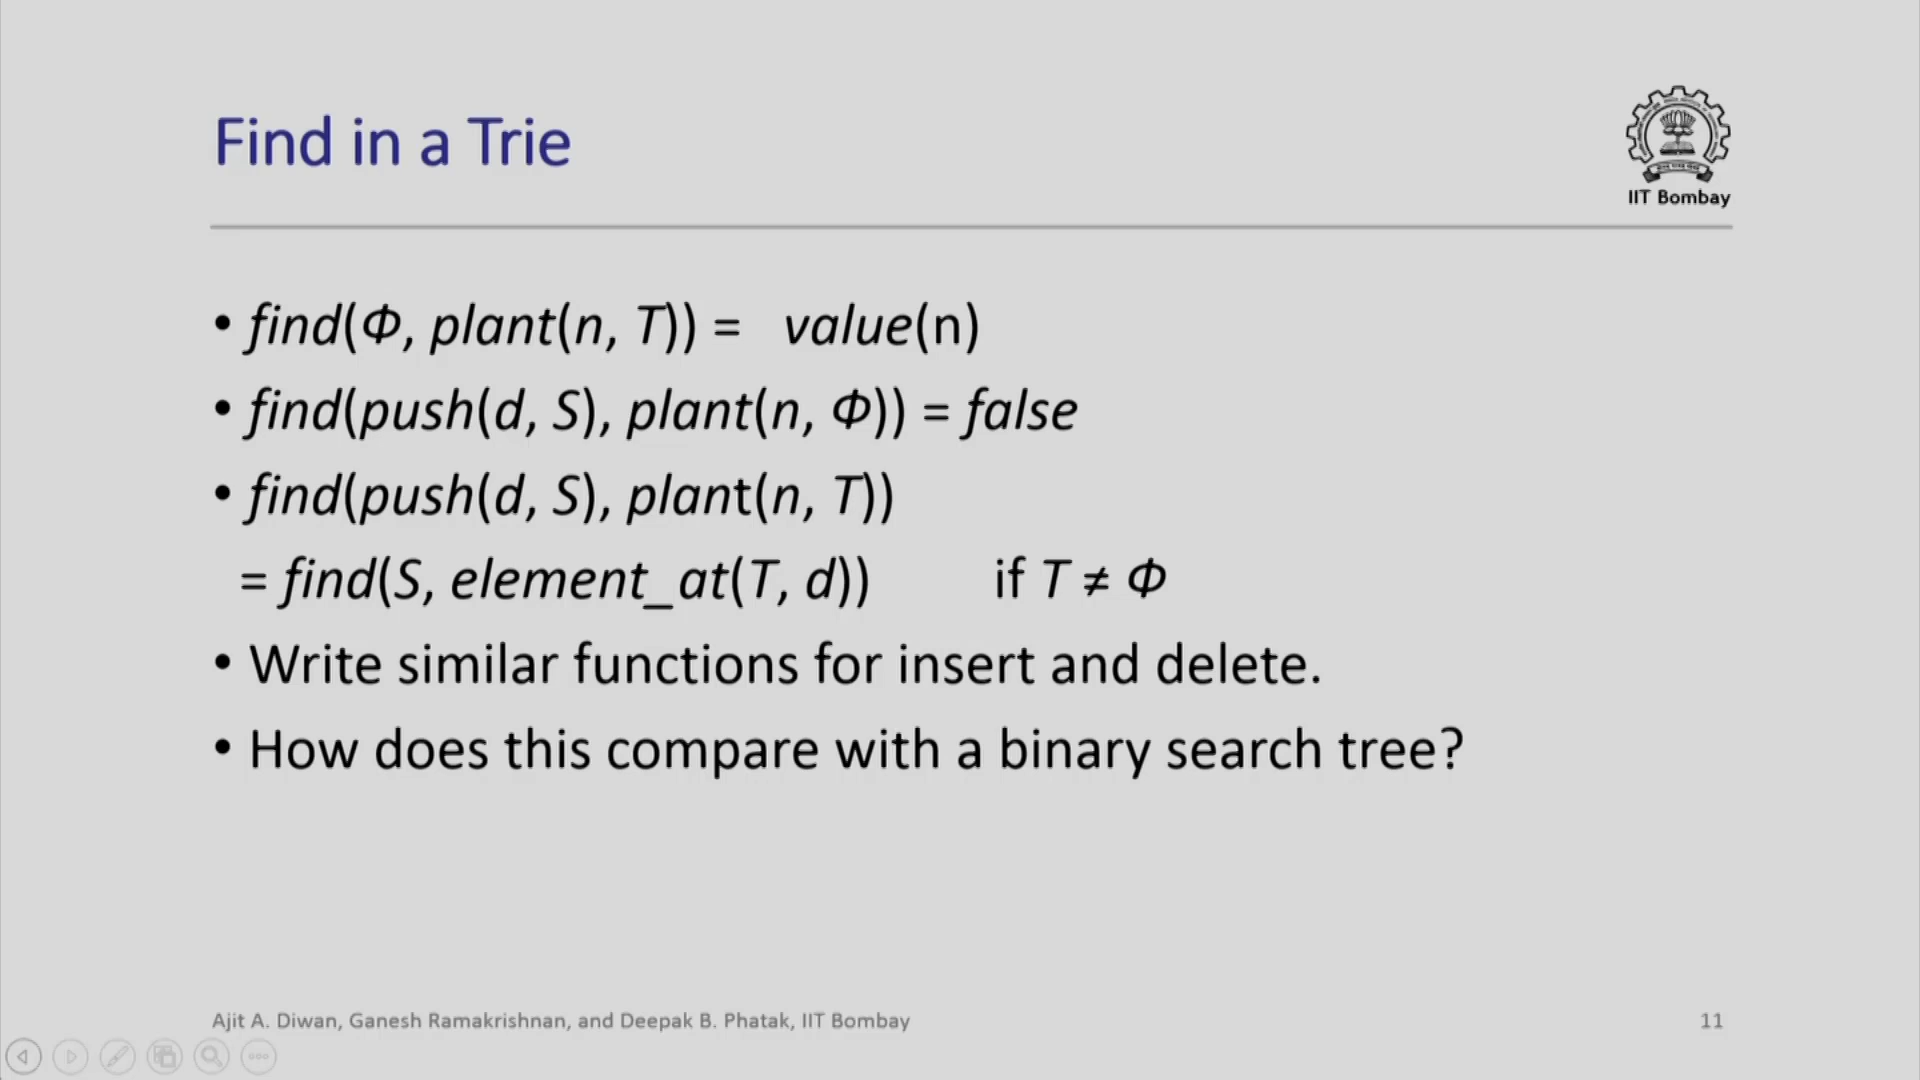 Find in a Trie
IIT Bombay
• find(Φ, plant(n, T)) = value(n)
• find(push(d, S), plant(n, Φ)) = false
• find(push(d, S), plant(n, T))
= find(S, element_at(T, d)) if T ≠ Φ
• Write similar functions for insert and delete.
• How does this compare with a binary search tree?
Ajit A. Diwan, Ganesh Ramakrishnan, and Deepak B. Phatak, IIT Bombay
11